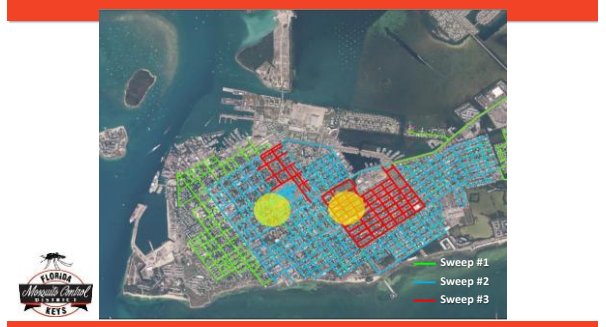 Sweep #1
Sweep #2
Sweep #3
FLORIDA
Mosquito Control
DISTRICT
KEYS